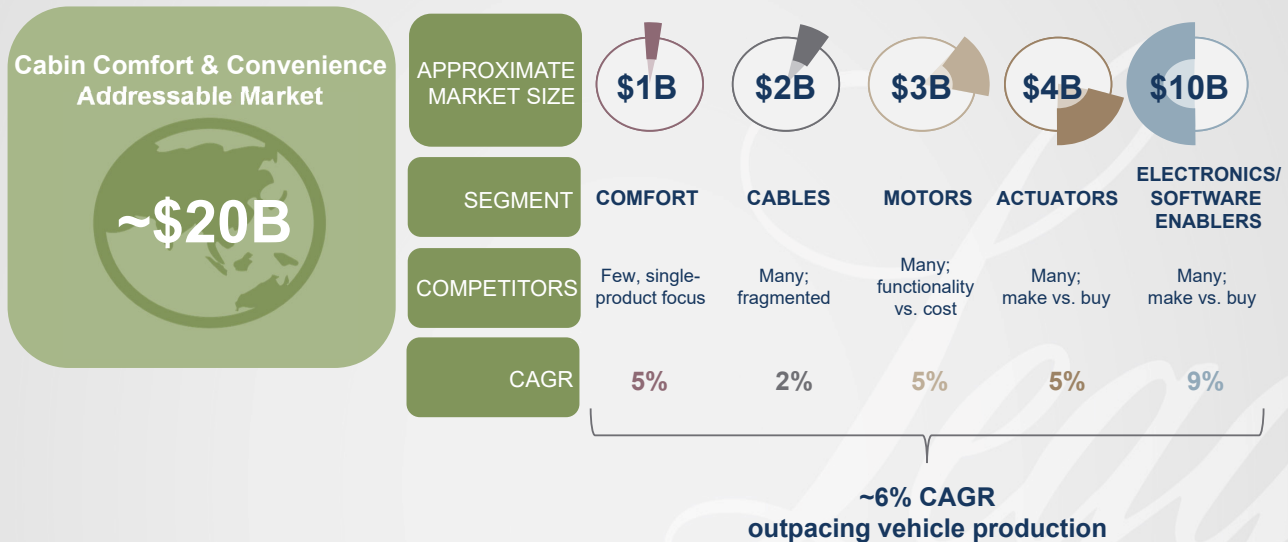 Cabin Comfort & Convenience
Addressable Market
~$20B
APPROXIMATE
MARKET SIZE
$1B
$2B
$3B
$4B
$10B
SEGMENT
COMFORT
CABLES
MOTORS
ACTUATORS
ELECTRONICS/
SOFTWARE
ENABLERS
COMPETITORS
Few, single-
product focus
Many;
fragmented
Many;
functionality
vs. cost
Many;
make vs. buy
Many;
make vs. buy
CAGR
5%
2%
5%
5%
9%
~6% CAGR
outpacing vehicle production